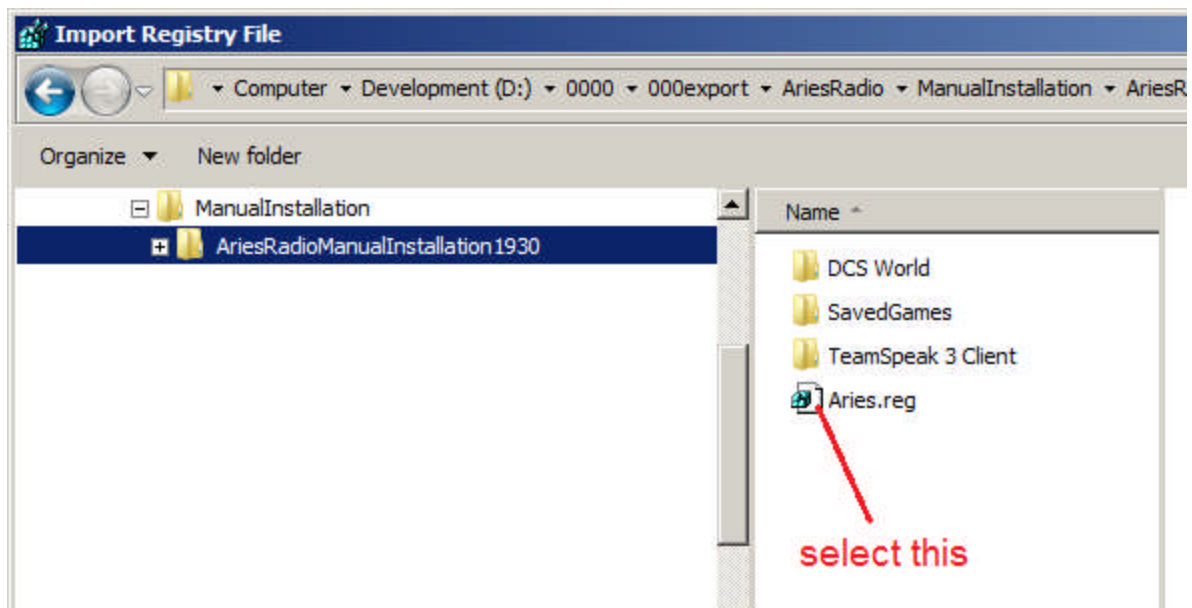 Import Registry File
Computer Development (D:) 0000 000export AriesRadio ManualInstallation AriesR
Organize New folder
ManualInstallation
AriesRadioManualInstallation1930
Name
DCS World
SavedGames
TeamSpeak 3 Client
Aries.reg
select this